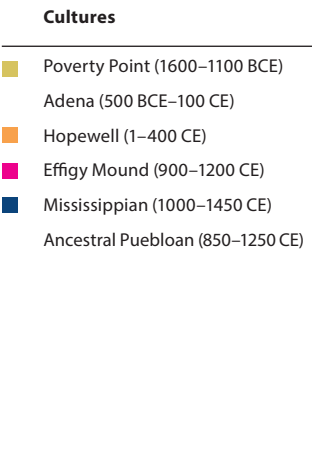 Cultures
Poverty Point (1600–1100 BCE)
Adena (500 BCE–100 CE)
Hopewell (1–400 CE)
Effigy Mound (900–1200 CE)
Mississippian (1000–1450 CE)
Ancestral Puebloan (850–1250 CE)